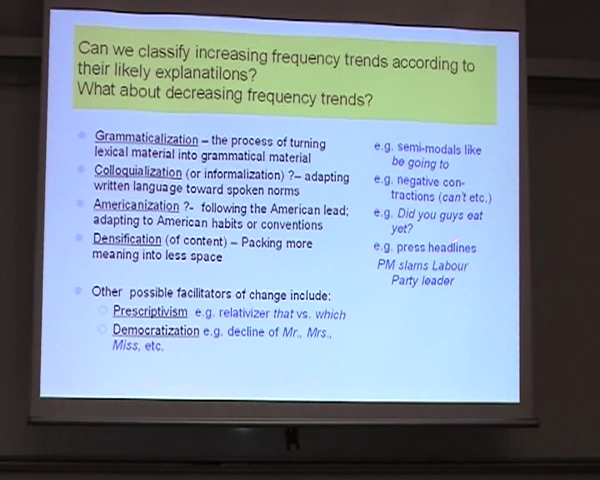 Can we classify increasing frequency trends according to
their likely explanatilons?
What about decreasing frequency trends?
Grammaticalization – the process of turning
lexical material into grammatical material
Colloquialization (or informalization) ?– adapting
written language toward spoken norms
Americanization ?- following the American lead;
adapting to American habits or conventions
Densification (of content) – Packing more
meaning into less space
e.g. semi-modals like
be going to
e.g. negative con-
tractions (can't etc.)
e.g. Did you guys eat
yet?
e.g. press headlines
PM slams Labour
Party leader
Other possible facilitators of change include:
Prescriptivism e.g. relativizer that vs. which
Democratization e.g. decline of Mr., Mrs.,
Miss, etc.